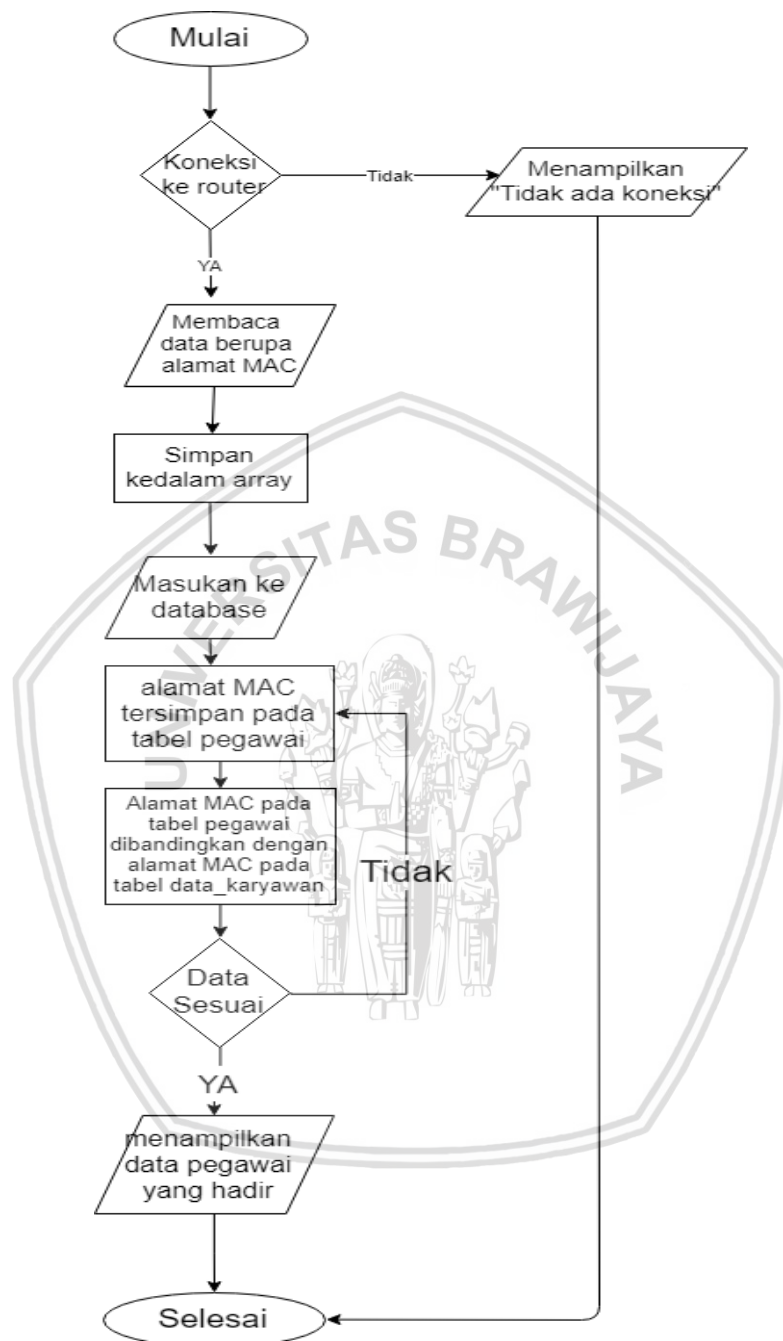 Mulai
Koneksi
ke router
Tidak
Menampilkan
"Tidak ada koneksi"
YA
Membaca
data berupa
alamat MAC
Simpan
kedalam array
Masukan ke
database
alamat MAC
tersimpan pada
tabel pegawai
Alamat MAC pada
tabel pegawai
dibandingkan dengan
alamat MAC pada
tabel data_karyawan
Tidak
Data
Sesuai
YA
menampilkan
data pegawai
yang hadir
Selesai
UNIVERSITAS BRAWIJAYA